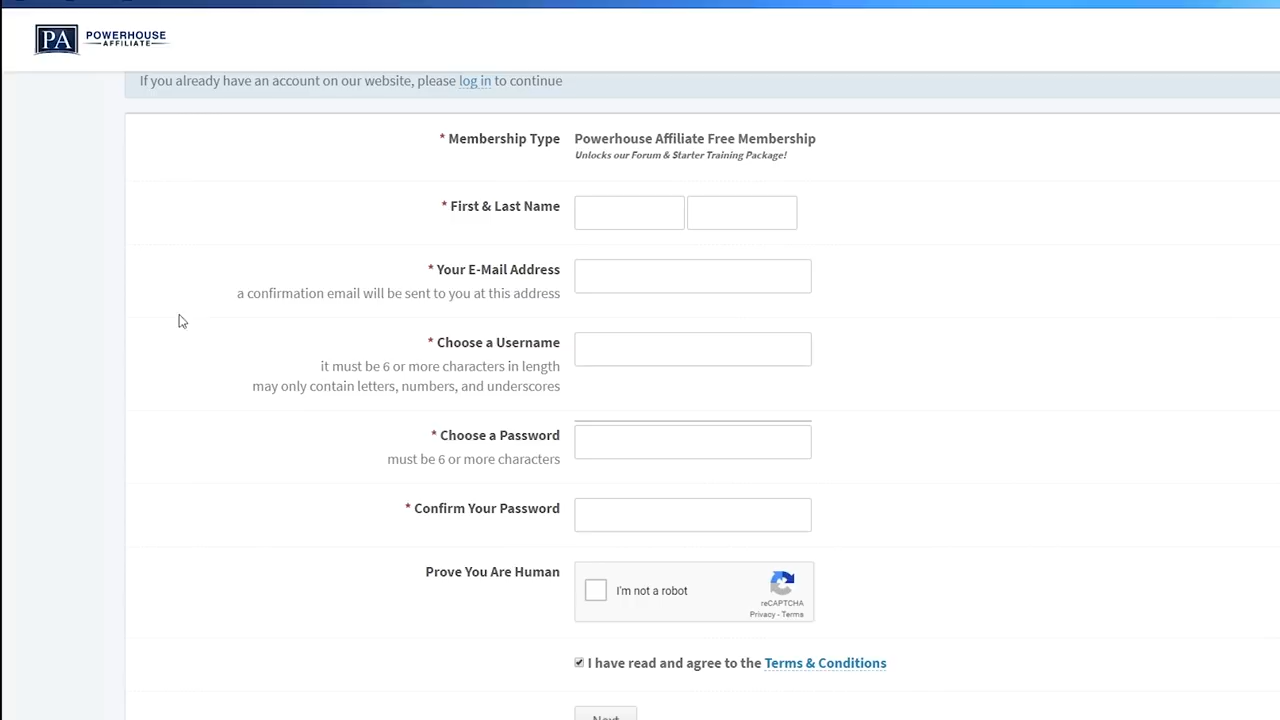 PA POWERHOUSE
AFFILIATE
If you already have an account on our website, please log in to continue
* Membership Type
Powerhouse Affiliate Free Membership
Unlocks our Forum & Starter Training Package!
* First & Last Name
* Your E-Mail Address
a confirmation email will be sent to you at this address
* Choose a Username
it must be 6 or more characters in length
may only contain letters, numbers, and underscores
* Choose a Password
must be 6 or more characters
* Confirm Your Password
Prove You Are Human
I'm not a robot
reCAPTCHA
Privacy - Terms
I have read and agree to the Terms & Conditions
Next